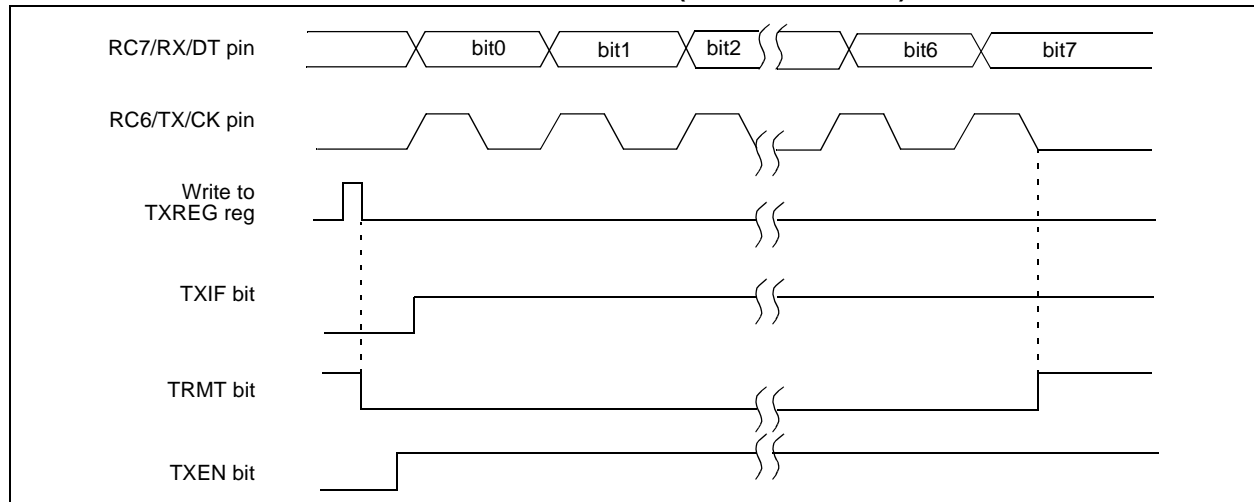 RC7/RX/DT pin
bit0
bit1
bit2
bit6
bit7
RC6/TX/CK pin
Write to
TXREG reg
TXIF bit
TRMT bit
TXEN bit